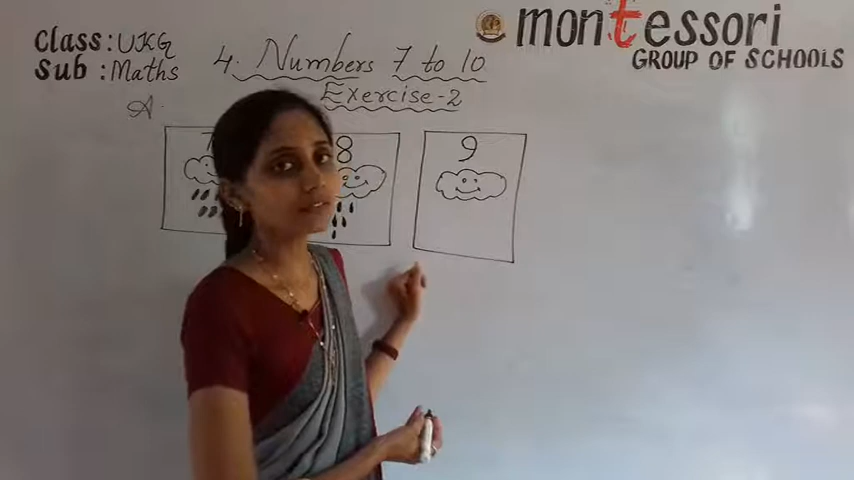 Class : UKG
Sub : Maths
4. Numbers 7 to 10
Exercise-2
montessori
GROUP OF SCHOOLS
A.
8
9